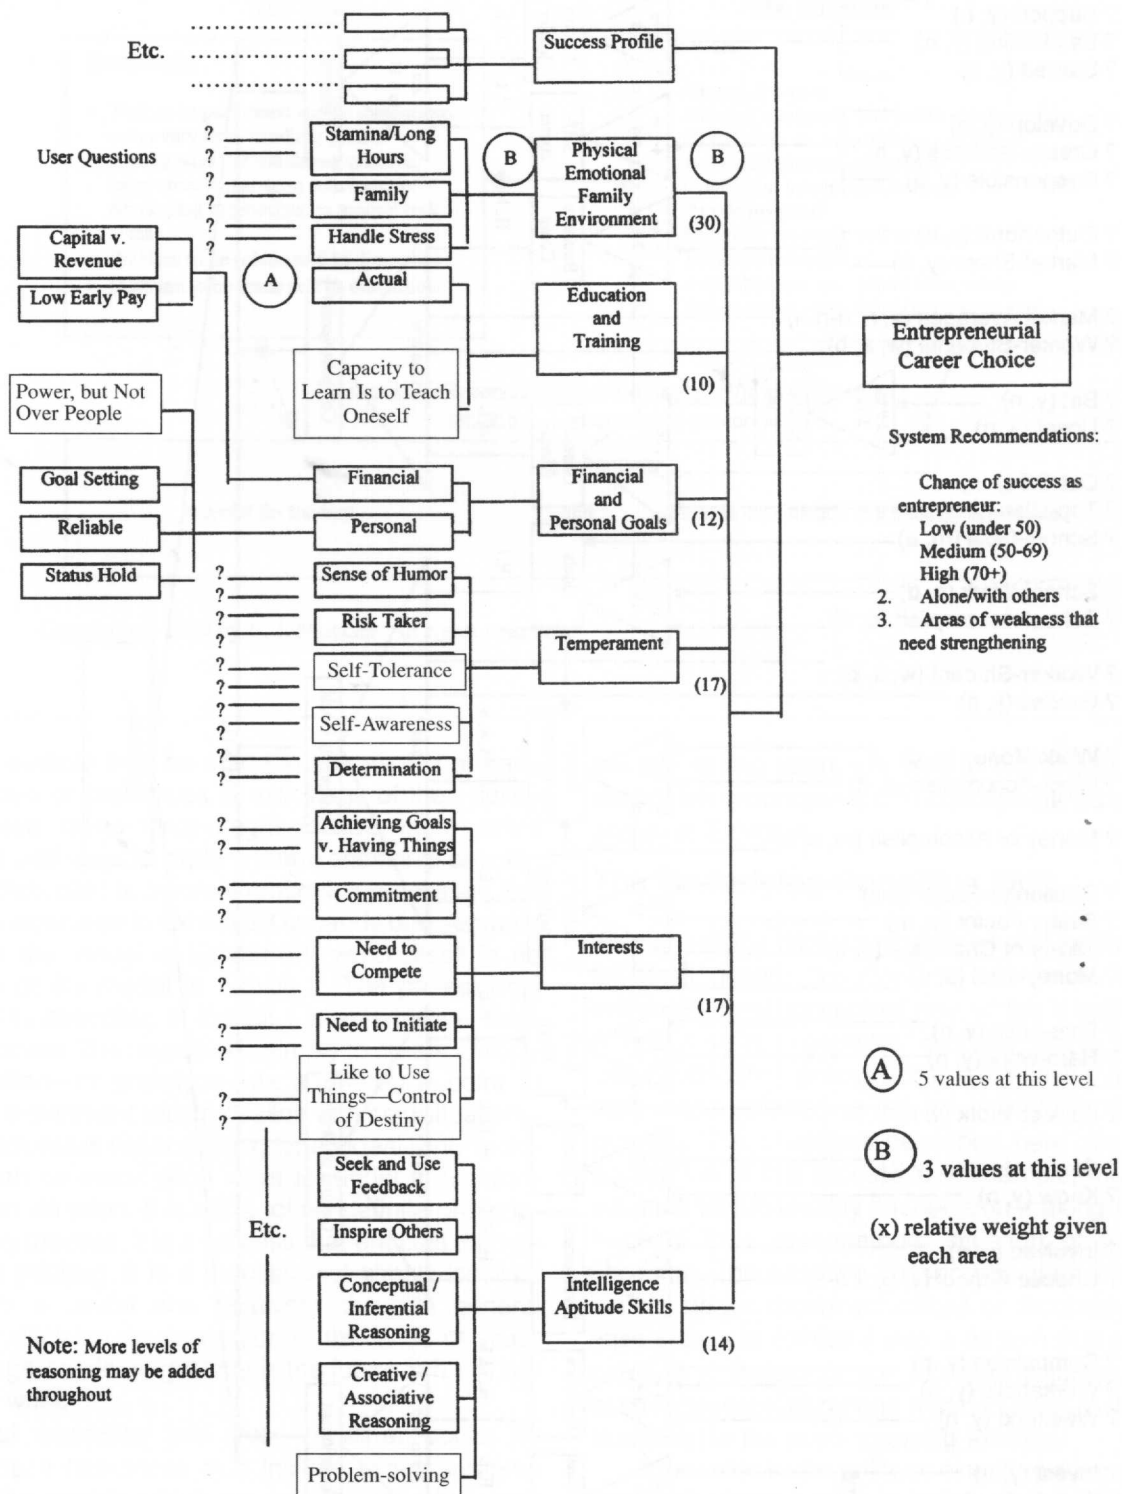 Etc.
Success Profile
User Questions
?
?
?
?
?
?
Stamina/Long
Hours
Family
Handle Stress
B
Physical
Emotional
Family
Environment
(30)
B
Capital v.
Revenue
Low Early Pay
A
Actual
Capacity to
Learn Is to Teach
Oneself
Education
and
Training
(10)
Entrepreneurial
Career Choice
Power, but Not
Over People
Goal Setting
Reliable
Status Hold
Financial
Personal
Financial
and
Personal Goals
(12)
System Recommendations:
Chance of success as
entrepreneur:
Low (under 50)
Medium (50-69)
High (70+)
2. Alone/with others
3. Areas of weakness that
need strengthening
?
?
?
?
?
?
?
?
?
?
Sense of Humor
Risk Taker
Self-Tolerance
Self-Awareness
Determination
Temperament
(17)
?
?
?
?
?
?
?
?
?
?
Achieving Goals
v. Having Things
Commitment
Need to
Compete
Need to Initiate
Like to Use
Things—Control
of Destiny
Interests
(17)
A
5 values at this level
B
3 values at this level
(x) relative weight given
each area
Etc.
Seek and Use
Feedback
Inspire Others
Conceptual /
Inferential
Reasoning
Creative /
Associative
Reasoning
Problem-solving
Intelligence
Aptitude Skills
(14)
Note: More levels of
reasoning may be added
throughout